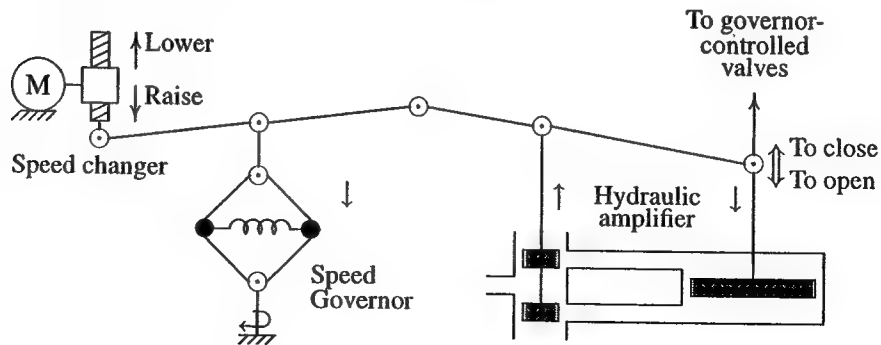 To governor-
controlled
valves
Lower
M
Raise
Speed changer
To close
To open
Hydraulic
amplifier
Speed
Governor